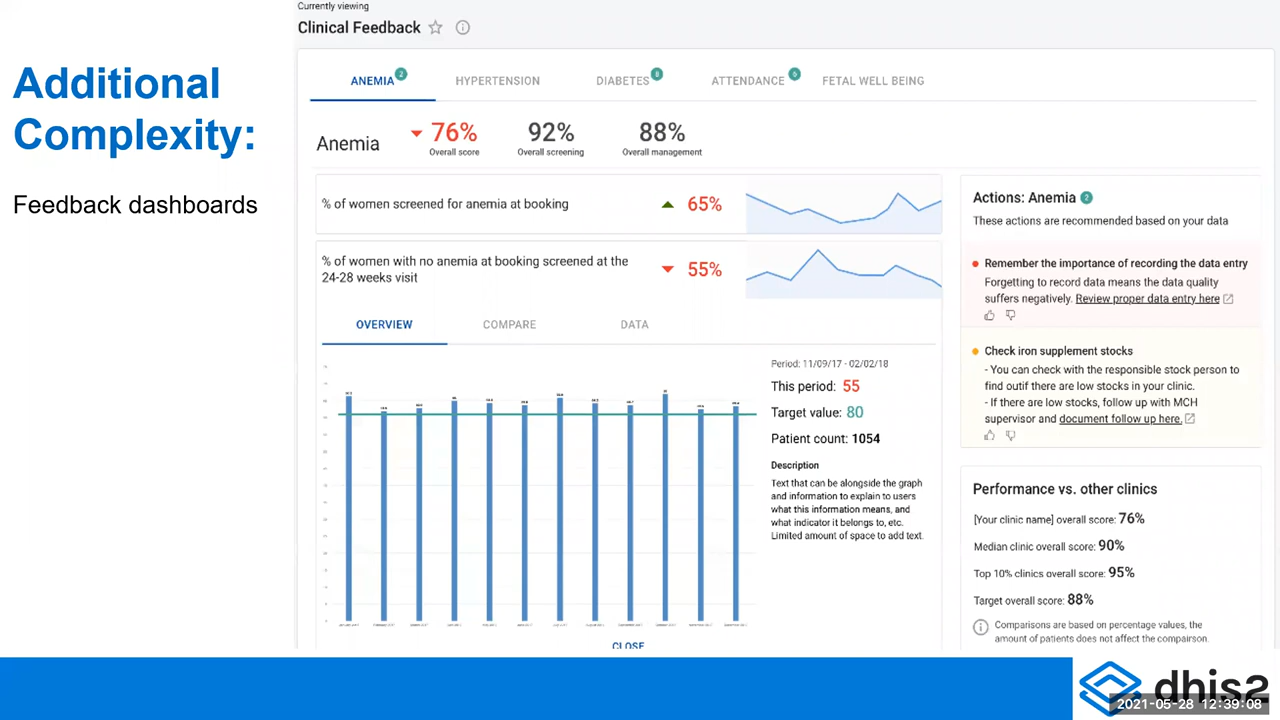 Currently viewing
Clinical Feedback
Additional
Complexity:
Feedback dashboards
ANEMIA 2
HYPERTENSION
DIABETES 8
ATTENDANCE 6
FETAL WELL BEING
Anemia
76%
Overall score
92%
Overall screening
88%
Overall management
% of women screened for anemia at booking
65%
% of women with no anemia at booking screened at the
24-28 weeks visit
55%
OVERVIEW
COMPARE
DATA
Period: 11/09/17 - 02/02/18
This period: 55
Target value: 80
Patient count: 1054
Description
Text that can be alongside the graph
and information to explain to users
what this information means, and
what indicator it belongs to, etc.
Limited amount of space to add text.
CLOSE
Actions: Anemia 2
These actions are recommended based on your data
Remember the importance of recording the data entry
Forgetting to record data means the data quality
suffers negatively. Review proper data entry here
Check iron supplement stocks
- You can check with the responsible stock person to
find outif there are low stocks in your clinic.
- If there are low stocks, follow up with MCH
supervisor and document follow up here.
Performance vs. other clinics
[Your clinic name] overall score: 76%
Median clinic overall score: 90%
Top 10% clinics overall score: 95%
Target overall score: 88%
Comparisons are based on percentage values, the
amount of patients does not affect the compairson.
dhis2
2021-05-28 12:39:08